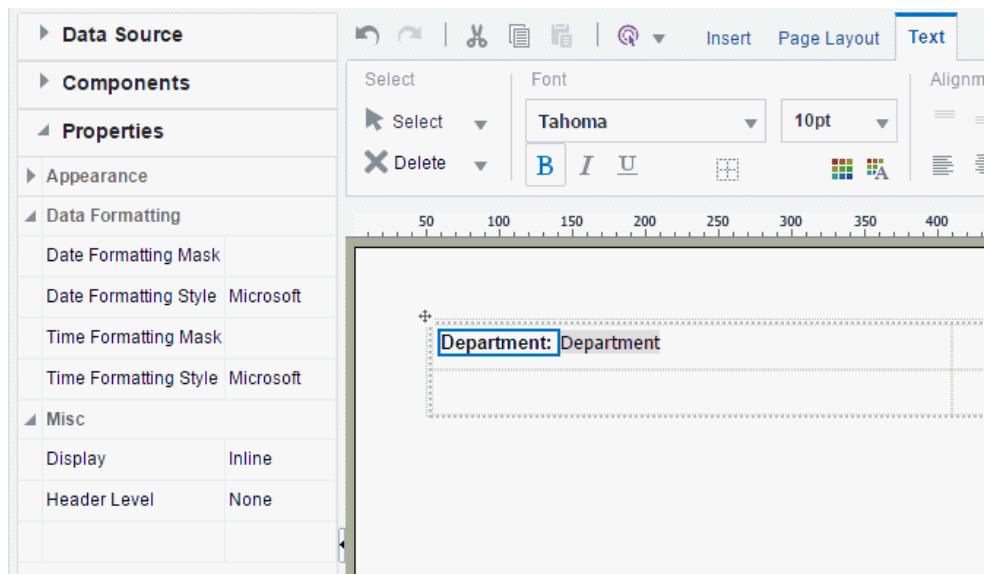 Data Source
Components
Properties
Appearance
Data Formatting
Date Formatting Mask
Date Formatting Style Microsoft
Time Formatting Mask
Time Formatting Style Microsoft
Misc
Display Inline
Header Level None
Insert Page Layout Text
Select Font Alignm
Select Tahoma 10pt
Delete B I U A
50 100 150 200 250 300 350 400
Department: Department